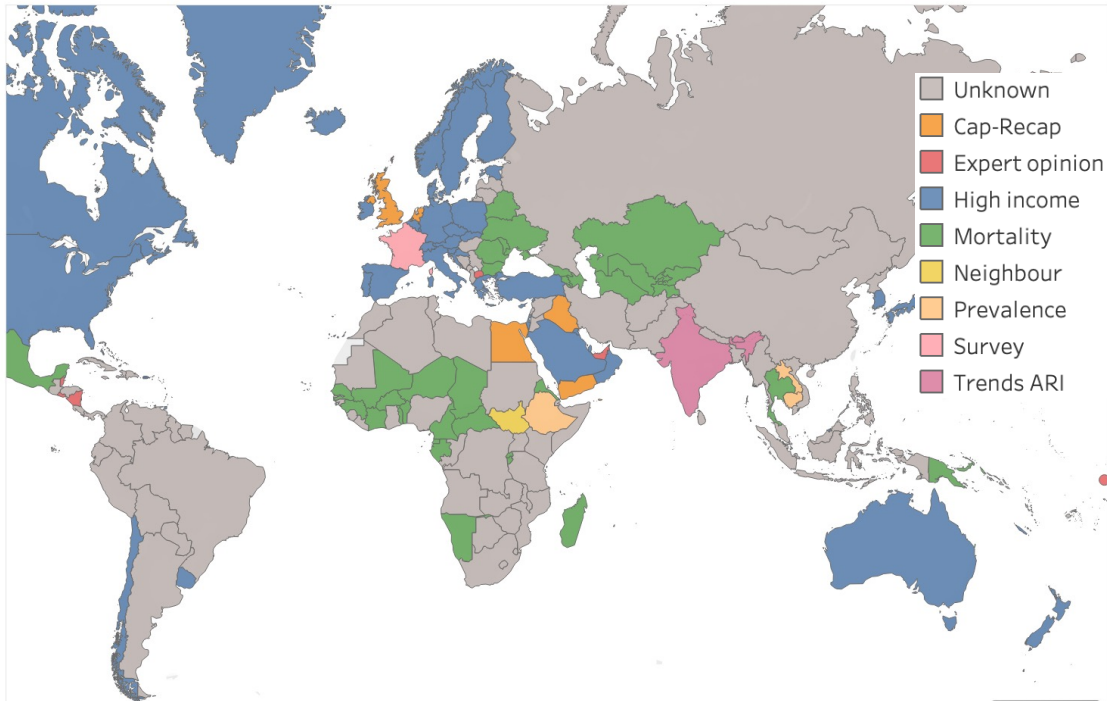 Unknown
Cap-Recap
Expert opinion
High income
Mortality
Neighbour
Prevalence
Survey
Trends ARI